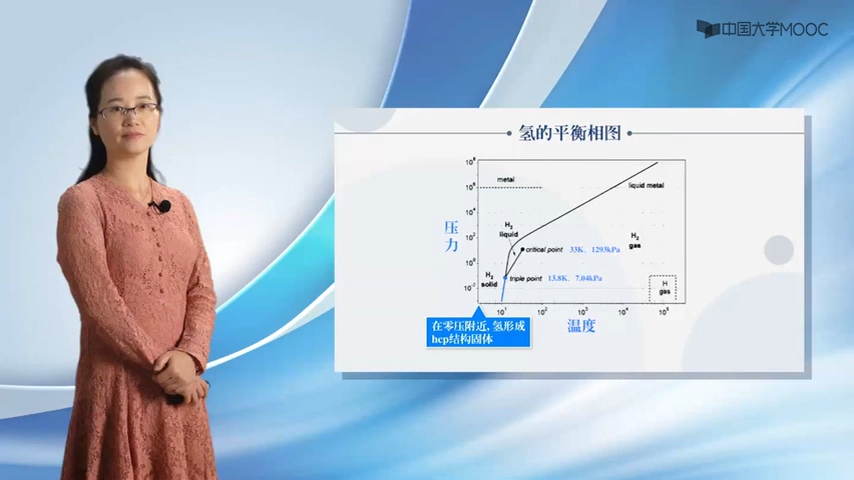 中国大学MOOC
氢的平衡相图
10⁸
metal
10⁶
liquid metal
10⁴
压力
H₂
liquid
10²
H₂
gas
critical point 33K、1293kPa
10⁰
H₂
solid
triple point 13.8K、7.04kPa
H
gas
10⁻²
10¹ 10² 10³ 10⁴ 10⁵
温度
在零压附近, 氢形成
hcp结构固体